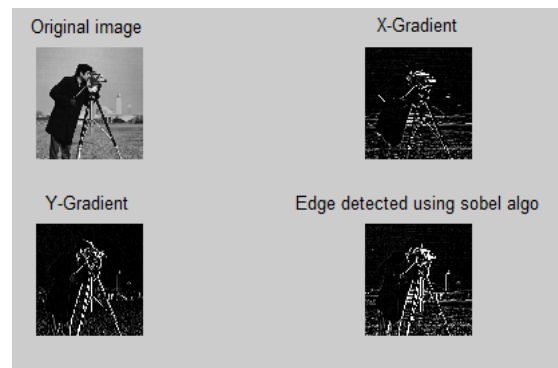 Original image
X-Gradient
Y-Gradient
Edge detected using sobel algo